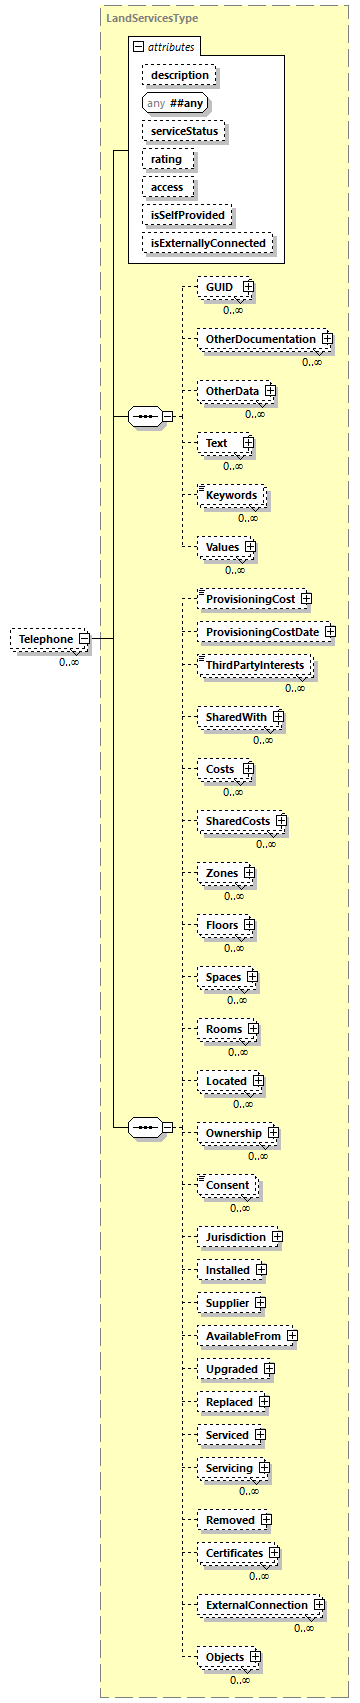 LandServicesType
attributes
description
any ##any
serviceStatus
rating
access
isSelfProvided
isExternallyConnected
GUID
0..∞
OtherDocumentation
0..∞
OtherData
0..∞
Text
0..∞
Keywords
0..∞
Values
0..∞
Telephone
0..∞
ProvisioningCost
ProvisioningCostDate
ThirdPartyInterests
0..∞
SharedWith
0..∞
Costs
0..∞
SharedCosts
0..∞
Zones
0..∞
Floors
0..∞
Spaces
0..∞
Rooms
0..∞
Located
0..∞
Ownership
0..∞
Consent
0..∞
Jurisdiction
Installed
Supplier
AvailableFrom
Upgraded
Replaced
Serviced
Servicing
0..∞
Removed
Certificates
0..∞
ExternalConnection
0..∞
Objects
0..∞